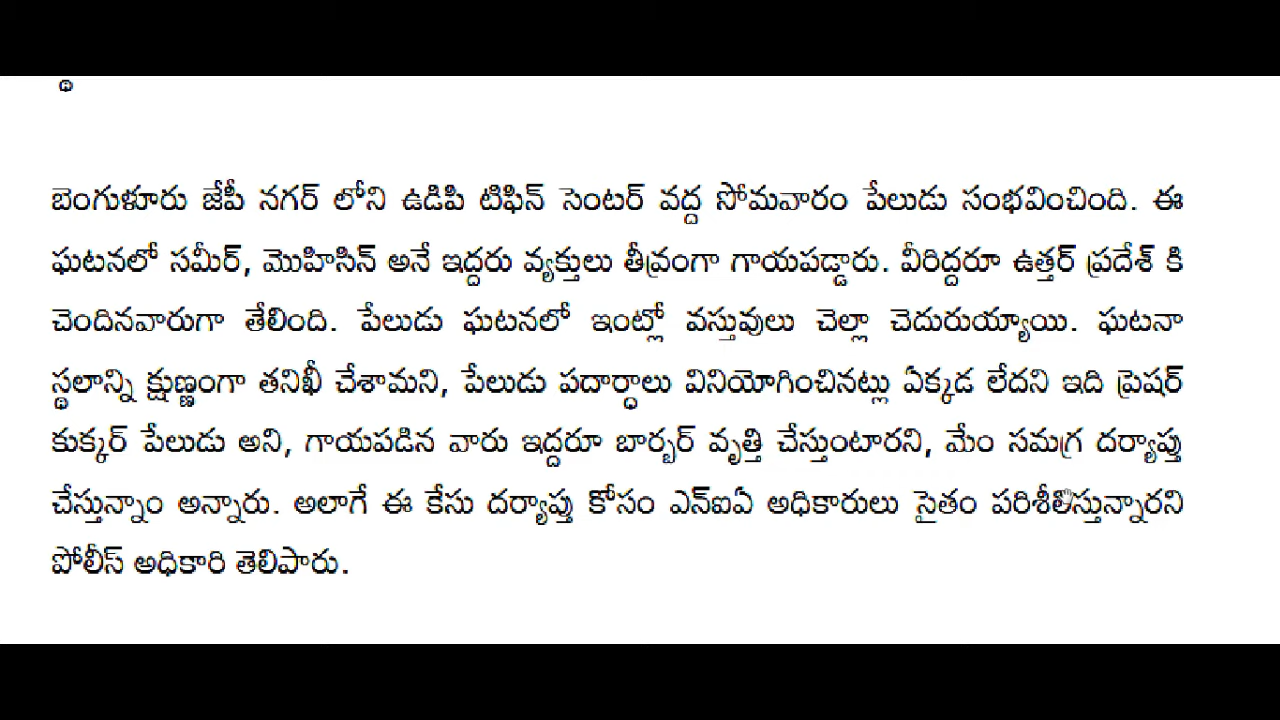 బెంగుళూరు జేపీ నగర్ లోని ఉడిపి టిఫిన్ సెంటర్ వద్ద సోమవారం పేలుడు సంభవించింది. ఈ
ఘటనలో సమీర్, మొహిసిన్ అనే ఇద్దరు వ్యక్తులు తీవ్రంగా గాయపడ్డారు. వీరిద్దరూ ఉత్తర్ ప్రదేశ్ కి
చెందినవారుగా తేలింది. పేలుడు ఘటనలో ఇంట్లో వస్తువులు చెల్లా చెదురుయ్యాయి. ఘటనా
స్థలాన్ని క్షుణ్ణంగా తనిఖీ చేశామని, పేలుడు పదార్ధాలు వినియోగించినట్లు ఏక్కడ లేదని ఇది ప్రెషర్
కుక్కర్ పేలుడు అని, గాయపడిన వారు ఇద్దరూ బార్బర్ వృత్తి చేస్తుంటారని, మేం సమగ్ర దర్యాప్తు
చేస్తున్నాం అన్నారు. అలాగే ఈ కేసు దర్యాప్తు కోసం ఎన్ఐఏ అధికారులు సైతం పరిశీలిస్తున్నారని
పోలీస్ అధికారి తెలిపారు.